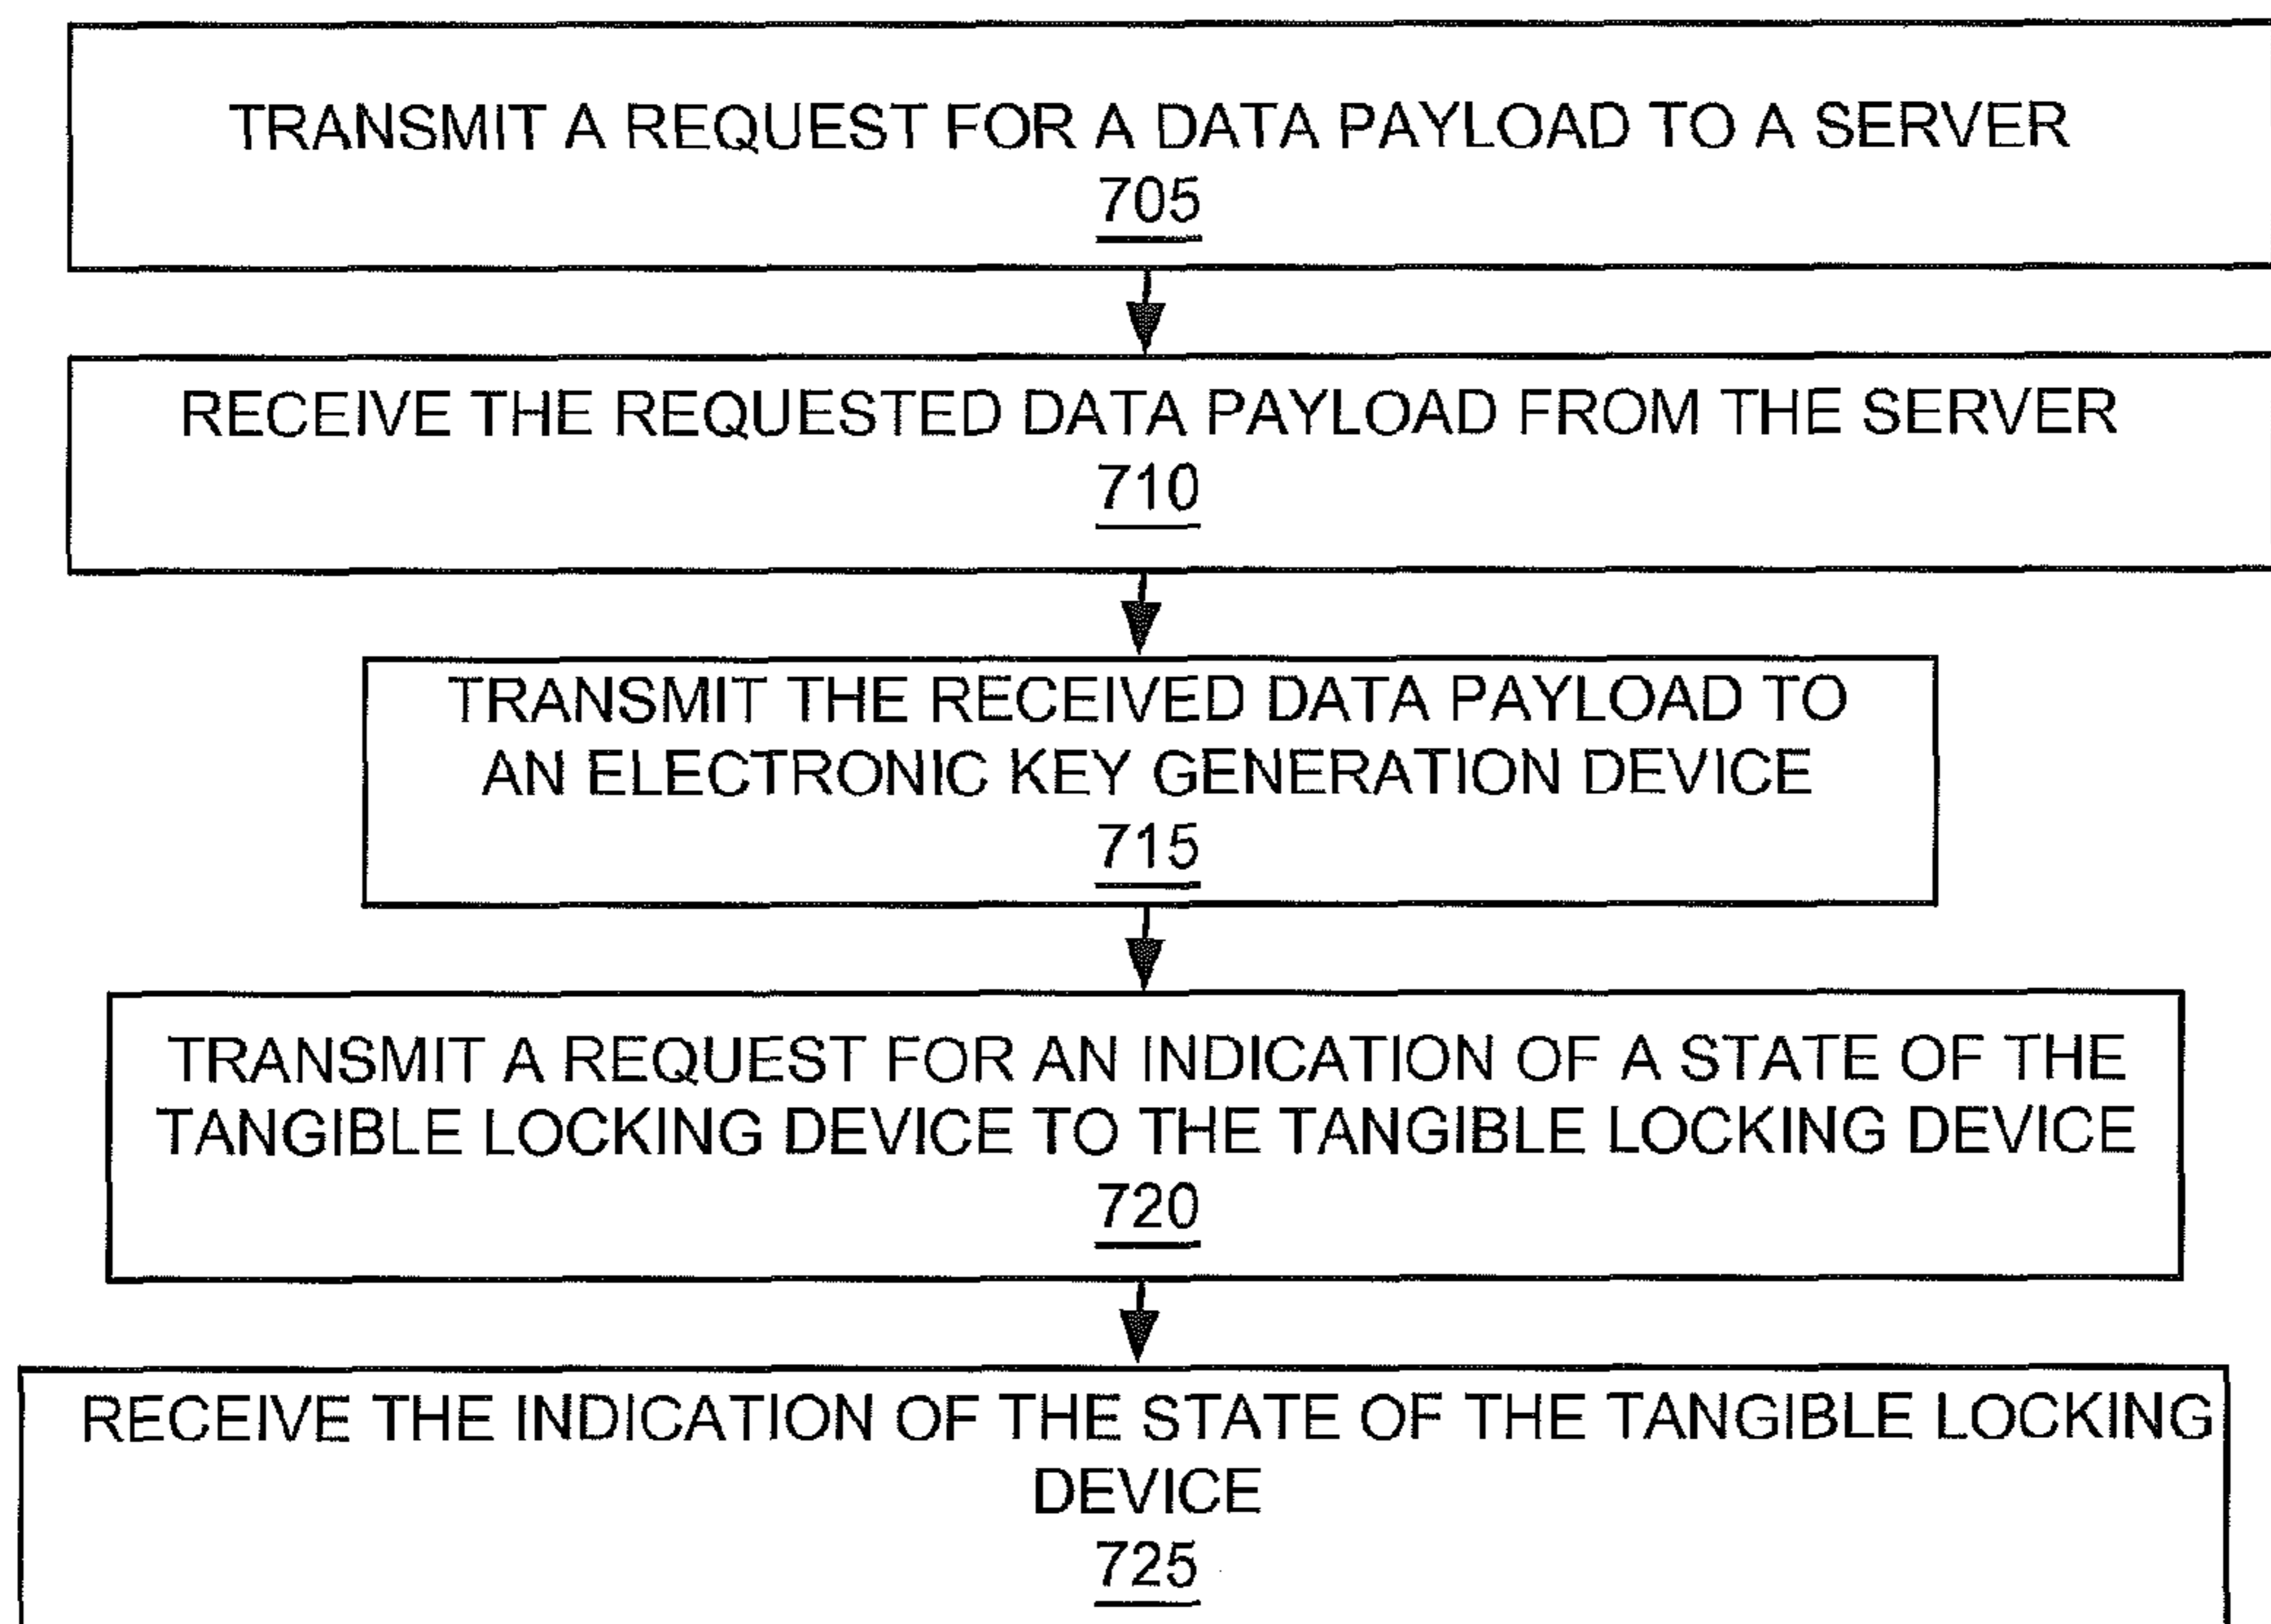 TRANSMIT A REQUEST FOR A DATA PAYLOAD TO A SERVER
705
RECEIVE THE REQUESTED DATA PAYLOAD FROM THE SERVER
710
TRANSMIT THE RECEIVED DATA PAYLOAD TO
AN ELECTRONIC KEY GENERATION DEVICE
715
TRANSMIT A REQUEST FOR AN INDICATION OF A STATE OF THE
TANGIBLE LOCKING DEVICE TO THE TANGIBLE LOCKING DEVICE
720
RECEIVE THE INDICATION OF THE STATE OF THE TANGIBLE LOCKING
DEVICE
725